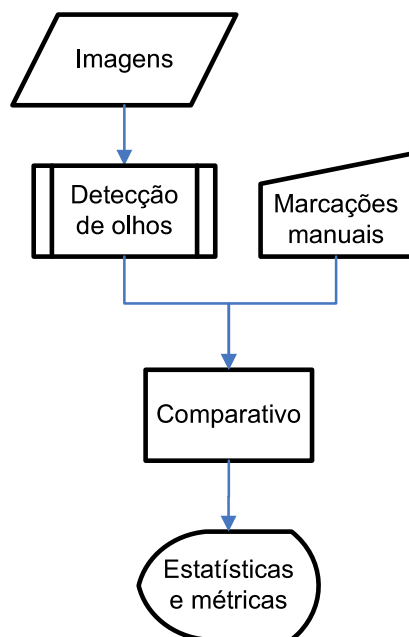 Imagens
Detecção
de olhos
Marcações
manuais
Comparativo
Estatísticas
e métricas